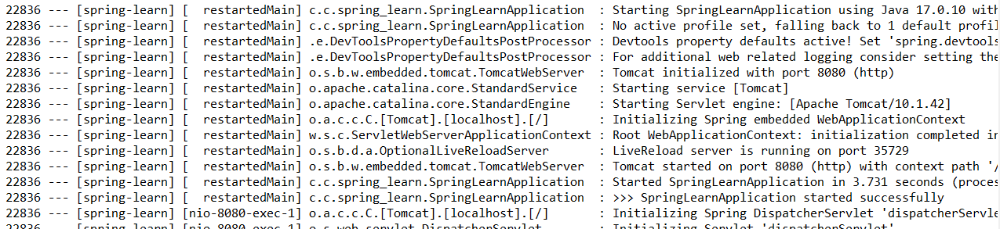 22836 --- [spring-learn] [  restartedMain] c.c.spring_learn.SpringLearnApplication  : Starting SpringLearnApplication using Java 17.0.10 with
22836 --- [spring-learn] [  restartedMain] c.c.spring_learn.SpringLearnApplication  : No active profile set, falling back to 1 default profil
22836 --- [spring-learn] [  restartedMain] .e.DevToolsPropertyDefaultsPostProcessor : Devtools property defaults active! Set 'spring.devtools
22836 --- [spring-learn] [  restartedMain] .e.DevToolsPropertyDefaultsPostProcessor : For additional web related logging consider setting the
22836 --- [spring-learn] [  restartedMain] o.s.b.w.embedded.tomcat.TomcatWebServer  : Tomcat initialized with port 8080 (http)
22836 --- [spring-learn] [  restartedMain] o.apache.catalina.core.StandardService   : Starting service [Tomcat]
22836 --- [spring-learn] [  restartedMain] o.apache.catalina.core.StandardEngine    : Starting Servlet engine: [Apache Tomcat/10.1.42]
22836 --- [spring-learn] [  restartedMain] o.a.c.c.C.[Tomcat].[localhost].[/]       : Initializing Spring embedded WebApplicationContext
22836 --- [spring-learn] [  restartedMain] w.s.c.ServletWebServerApplicationContext : Root WebApplicationContext: initialization completed in
22836 --- [spring-learn] [  restartedMain] o.s.b.d.a.OptionalLiveReloadServer       : LiveReload server is running on port 35729
22836 --- [spring-learn] [  restartedMain] o.s.b.w.embedded.tomcat.TomcatWebServer  : Tomcat started on port 8080 (http) with context path '/
22836 --- [spring-learn] [  restartedMain] c.c.spring_learn.SpringLearnApplication  : Started SpringLearnApplication in 3.731 seconds (proces
22836 --- [spring-learn] [  restartedMain] c.c.spring_learn.SpringLearnApplication  : >>> SpringLearnApplication started successfully
22836 --- [spring-learn] [nio-8080-exec-1] o.a.c.c.C.[Tomcat].[localhost].[/]       : Initializing Spring DispatcherServlet 'dispatcherServle
22836 --- [spring-learn] [nio-8080-exec-1] o.s.web.servlet.DispatcherServlet        : Initializing Servlet 'dispatcherServlet'